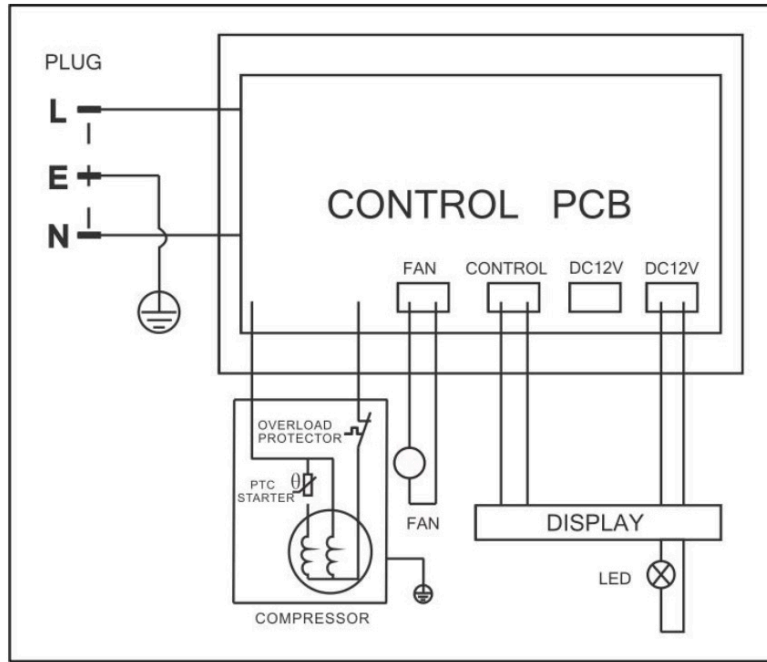 PLUG
L
E
N
CONTROL PCB
FAN
CONTROL
DC12V
DC12V
OVERLOAD
PROTECTOR
PTC
STARTER
θ
FAN
DISPLAY
LED
COMPRESSOR